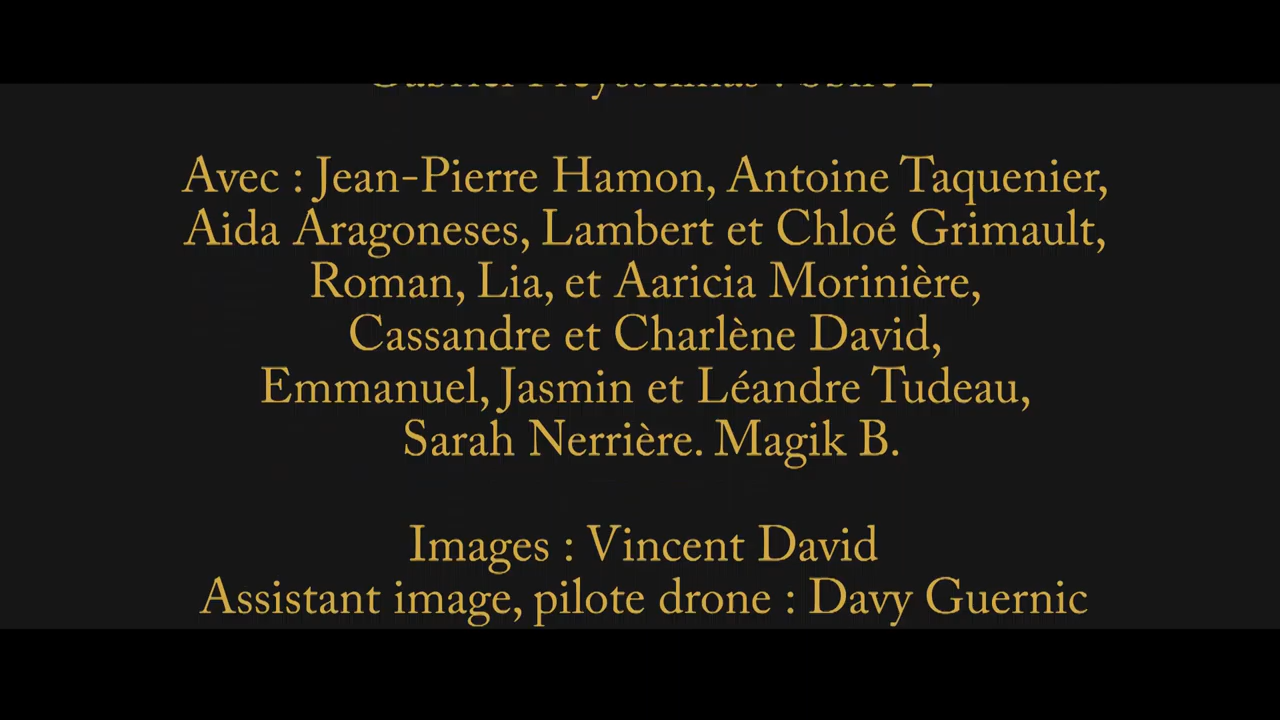 Avec : Jean-Pierre Hamon, Antoine Taquenier,
Aida Aragoneses, Lambert et Chloé Grimault,
Roman, Lia, et Aaricia Morinière,
Cassandre et Charlène David,
Emmanuel, Jasmin et Léandre Tudeau,
Sarah Nerrière. Magik B.
Images : Vincent David
Assistant image, pilote drone : Davy Guernic